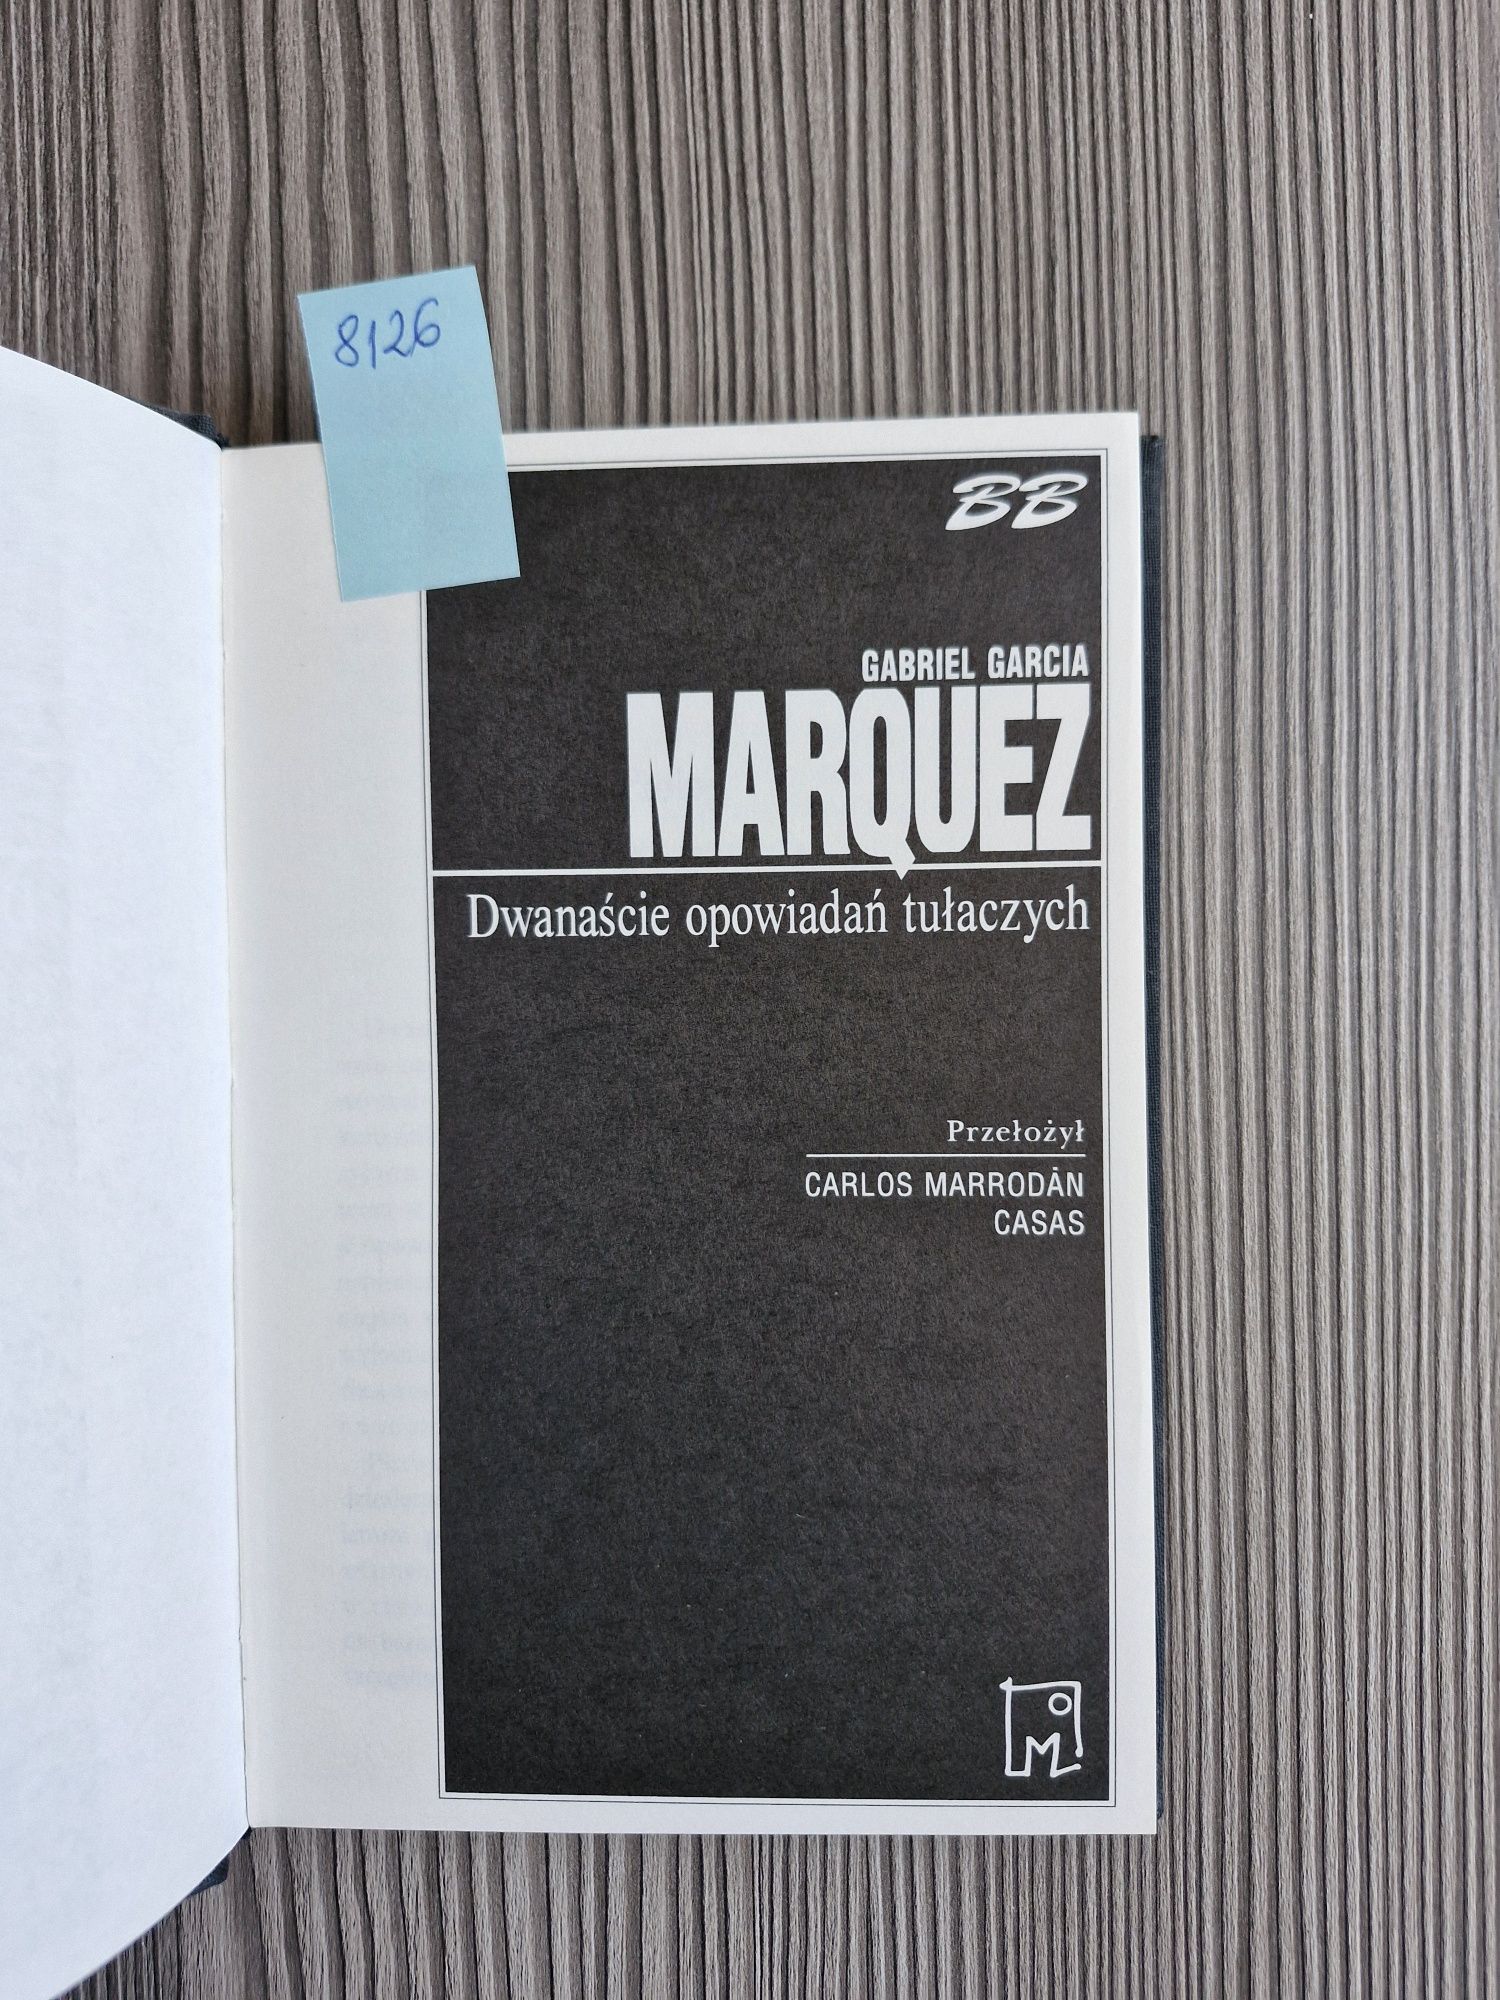 8126
BB
GABRIEL GARCIA
MARQUEZ
Dwanaście opowiadań tułaczych
Przełożył
CARLOS MARRODÁN
CASAS
M